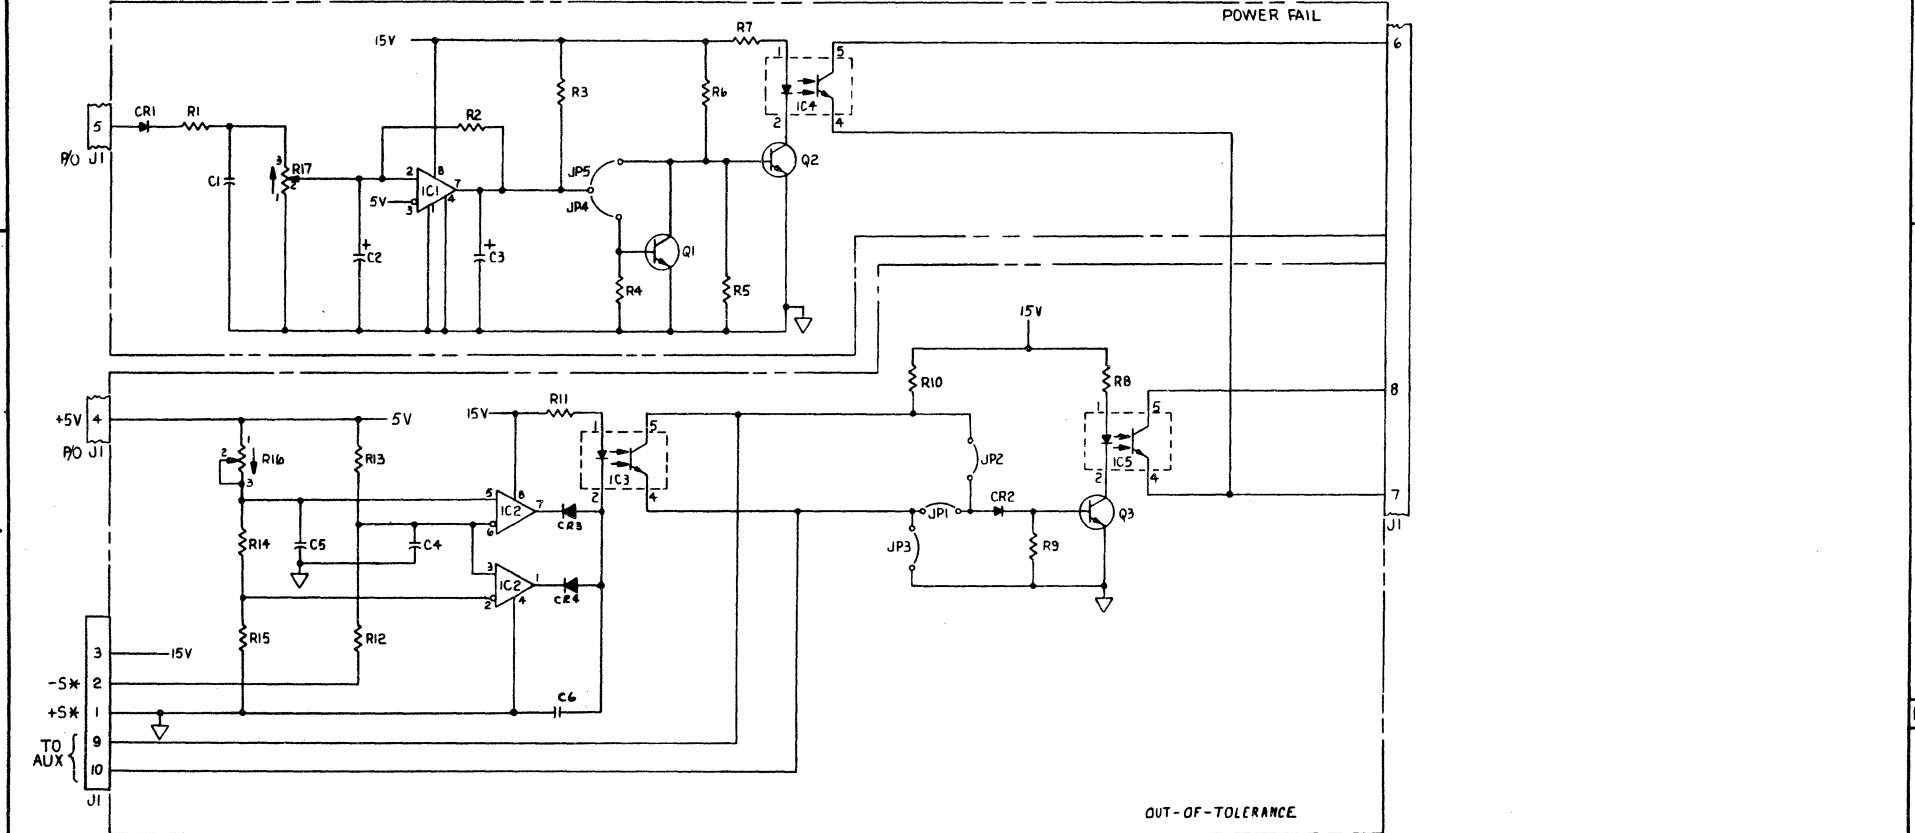 POWER FAIL
15V
R7
1
5
6
R3
R6
IC4
CR1
R1
R2
2
4
5
P/O J1
3
R17
2
1
C1
2
8
IC1
7
5V
3
1
4
JP5
JP4
Q2
+
C2
+
C3
Q1
R4
R5
15V
R10
R8
+5V
4
5V
P/O J1
15V
R11
1
5
1
5
8
1
2
R16
3
R13
IC3
2
4
JP2
IC5
2
4
7
J1
5
8
IC2
7
6
CR3
JP1
CR2
Q3
R14
C5
C4
JP3
R9
3
IC2
1
2
4
CR4
R15
R12
3
15V
-S*
2
+S*
1
C6
TO
AUX
9
10
J1
OUT-OF-TOLERANCE